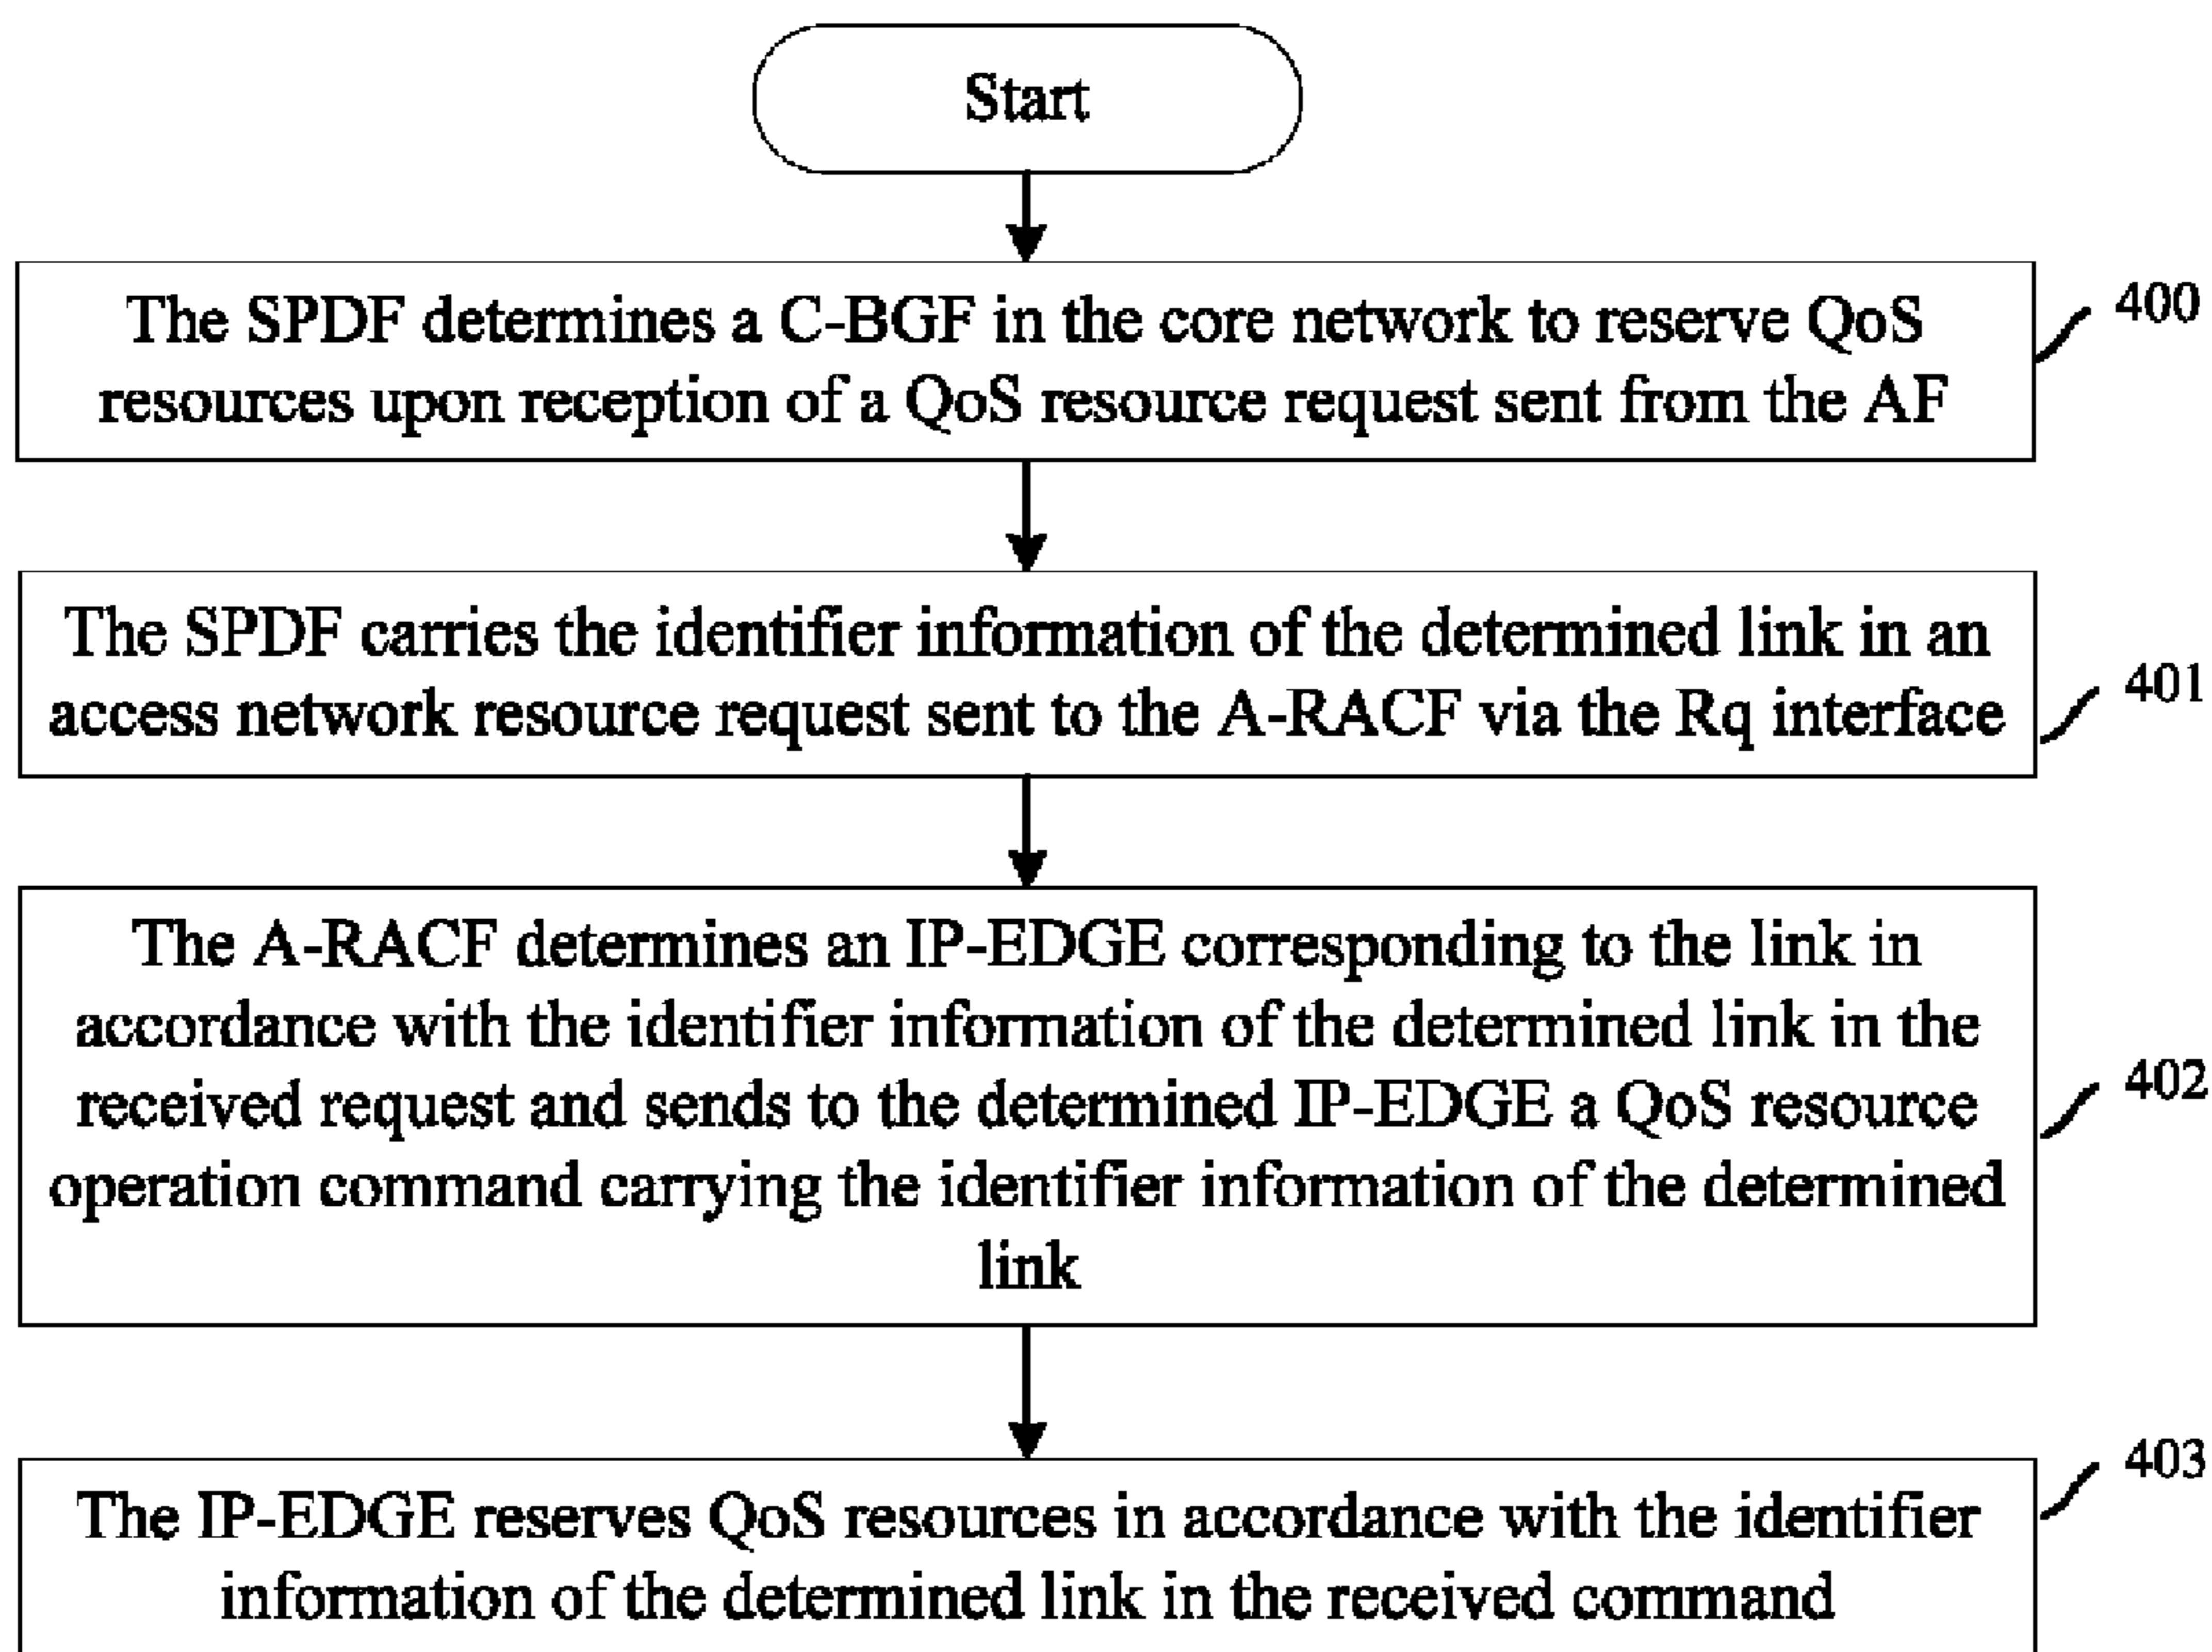 Start
The SPDF determines a C-BGF in the core network to reserve QoS
resources upon reception of a QoS resource request sent from the AF
400
The SPDF carries the identifier information of the determined link in an
access network resource request sent to the A-RACF via the Rq interface
401
The A-RACF determines an IP-EDGE corresponding to the link in
accordance with the identifier information of the determined link in the
received request and sends to the determined IP-EDGE a QoS resource
operation command carrying the identifier information of the determined
link
402
The IP-EDGE reserves QoS resources in accordance with the identifier
information of the determined link in the received command
403